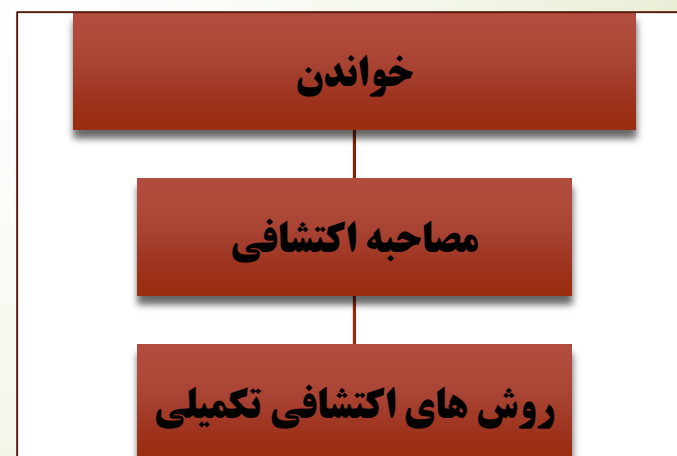 خواندن
مصاحبه اکتشافی
روش های اکتشافی تکمیلی